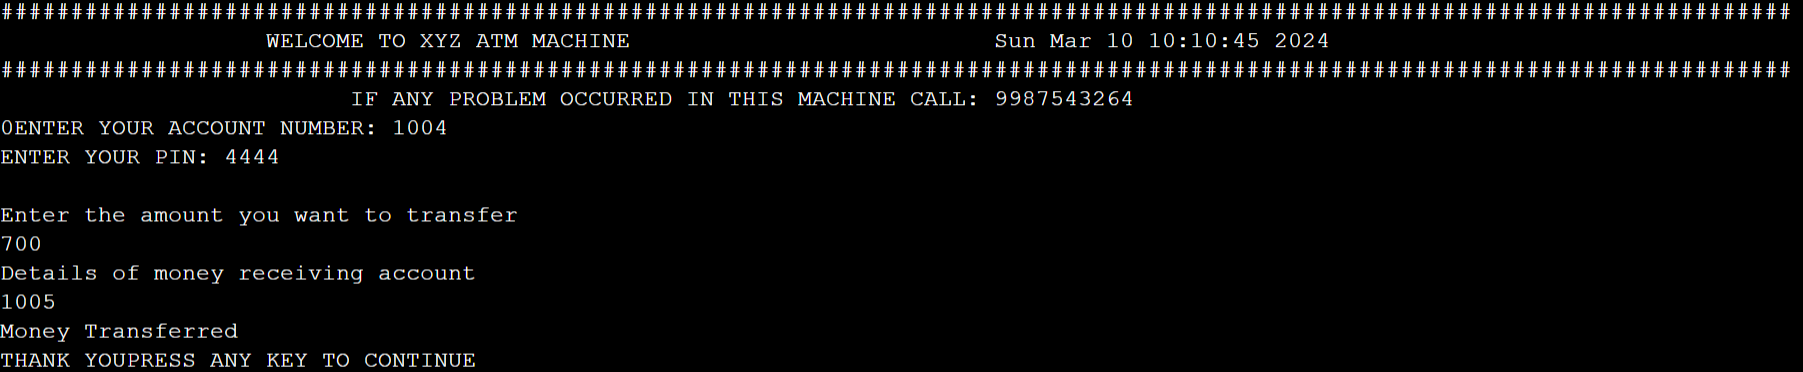 ################################################################################################################################
WELCOME TO XYZ ATM MACHINE Sun Mar 10 10:10:45 2024
################################################################################################################################
IF ANY PROBLEM OCCURRED IN THIS MACHINE CALL: 9987543264
0ENTER YOUR ACCOUNT NUMBER: 1004
ENTER YOUR PIN: 4444
Enter the amount you want to transfer
700
Details of money receiving account
1005
Money Transferred
THANK YOUPRESS ANY KEY TO CONTINUE